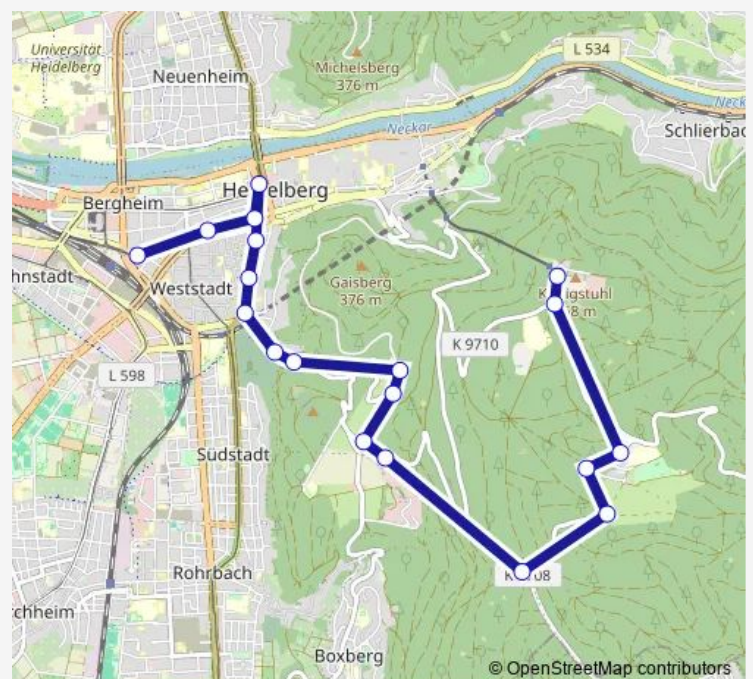 Universität
Heidelberg
Neuenheim
Michelsberg
376 m
L 534
Neckar
Neck
Schlierbac
Bergheim
Weststadt
Gaisberg
376 m
K 9710
L 598
Südstadt
Rohrbach
Boxberg
© OpenStreetMap contributors